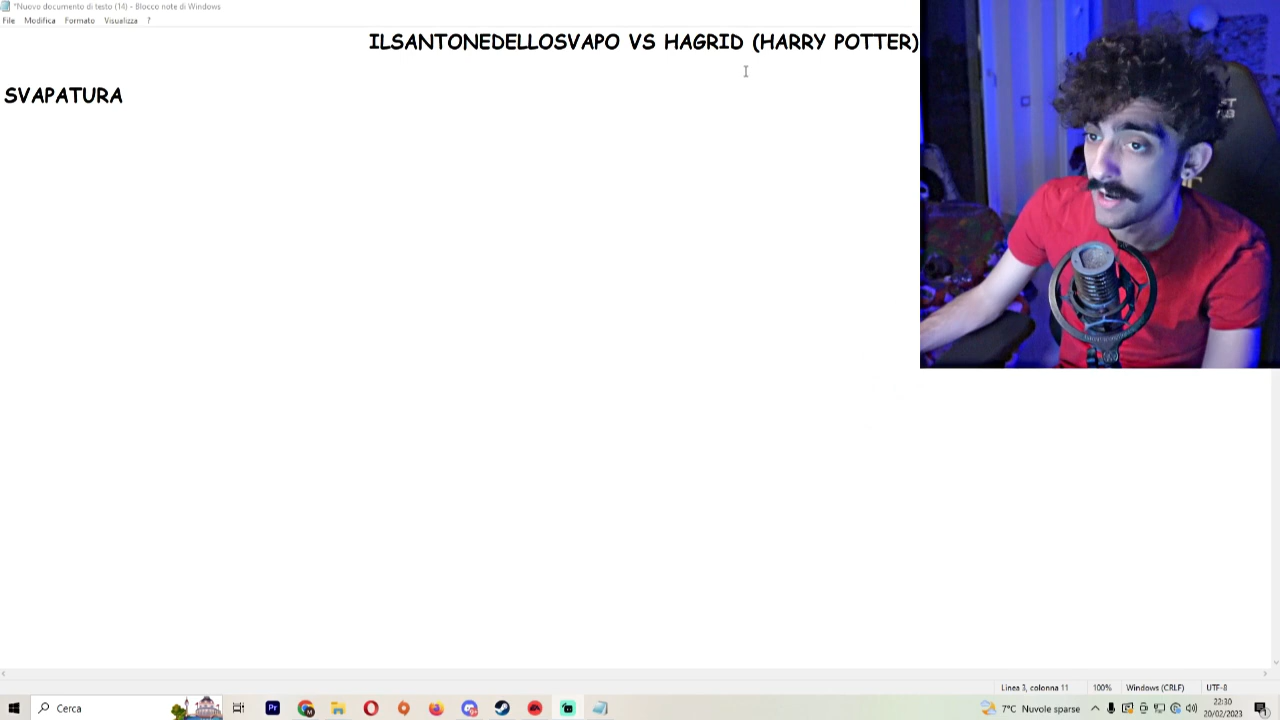 *Nuovo documento di testo (14) - Blocco note di Windows
File Modifica Formato Visualizza ?
ILSANTONEDELLOSVAPO VS HAGRID (HARRY POTTER)
SVAPATURA
Linea 3, colonna 11 100% Windows (CRLF) UTF-8
Cerca
Pr
7°C Nuvole sparse
22:30
20/02/2023